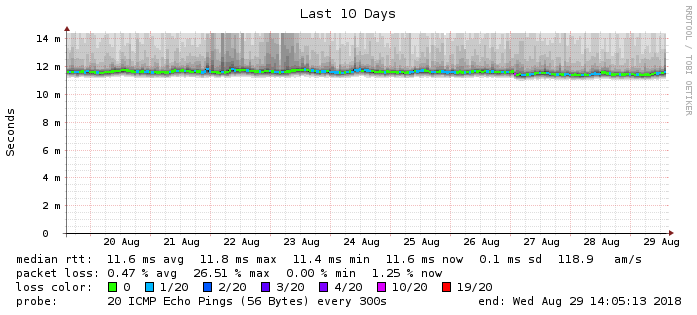 Last 10 Days
RRDTOOL / TOBI OETIKER
Seconds
14 m
12 m
10 m
8 m
6 m
4 m
2 m
0
20 Aug 21 Aug 22 Aug 23 Aug 24 Aug 25 Aug 26 Aug 27 Aug 28 Aug 29 Aug
median rtt: 11.6 ms avg 11.8 ms max 11.4 ms min 11.6 ms now 0.1 ms sd 118.9 am/s
packet loss: 0.47 % avg 26.51 % max 0.00 % min 1.25 % now
loss color: 0 1/20 2/20 3/20 4/20 10/20 19/20
probe: 20 ICMP Echo Pings (56 Bytes) every 300s end: Wed Aug 29 14:05:13 2018